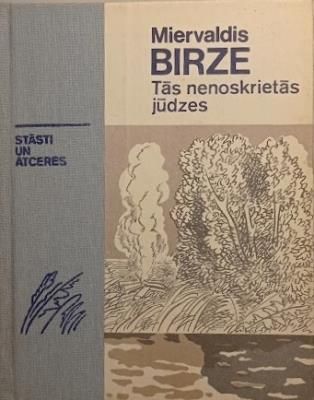 Miervaldis
BIRZE
Tās nenoskrietās
jūdzes
STĀSTI
UN
ATCERES